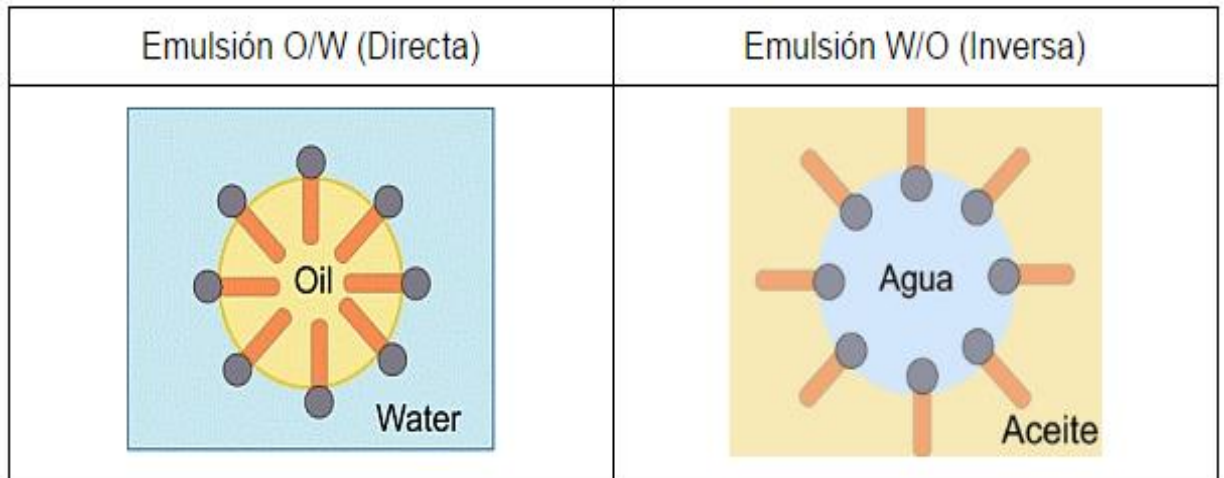 Emulsión O/W (Directa)
Emulsión W/O (Inversa)
Oil
Water
Agua
Aceite